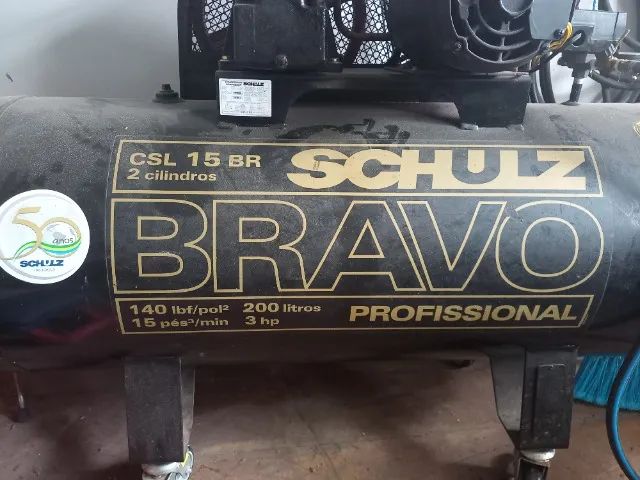 SCHULZ
CSL 15 BR
2 cilindros
SCHULZ
50
anos
SCHULZ
BRAVO
140 lbf/pol² 200 litros
15 pés³/min 3 hp
PROFISSIONAL